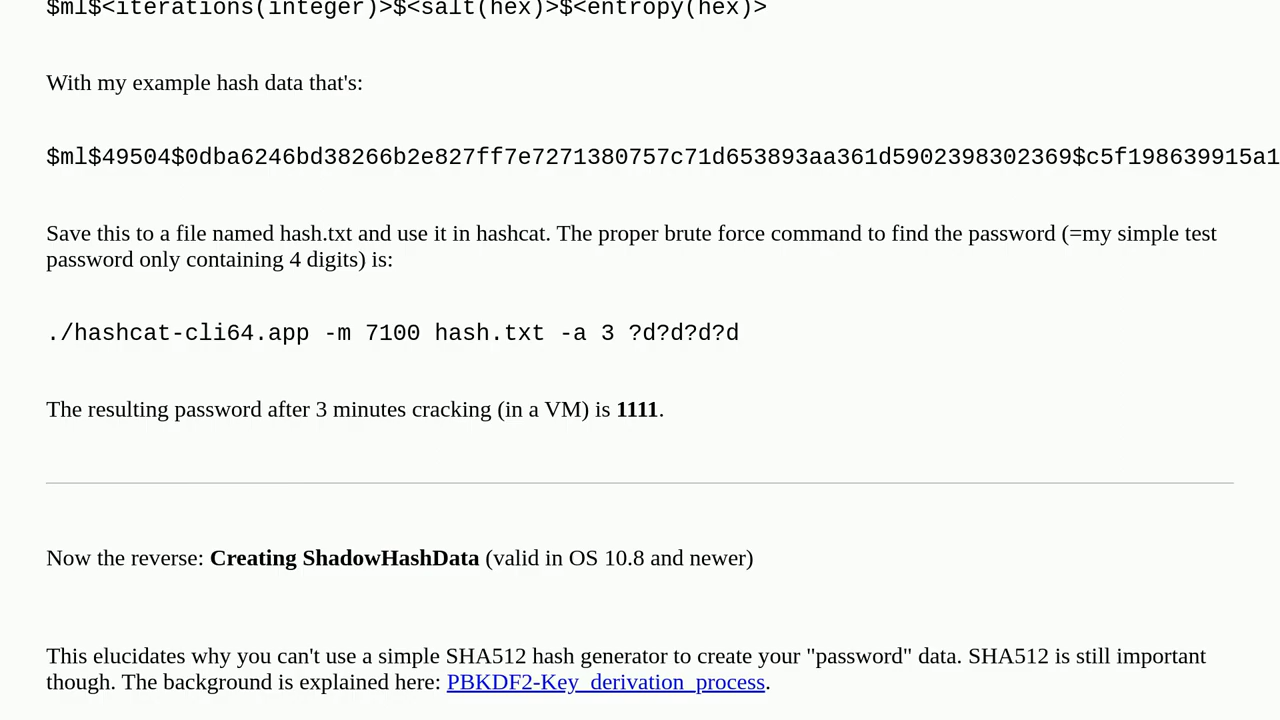 $ml$<iterations(integer)>$<salt(hex)>$<entropy(hex)>
With my example hash data that's:
$ml$49504$0dba6246bd38266b2e827ff7e7271380757c71d653893aa361d5902398302369$c5f198639915a1
Save this to a file named hash.txt and use it in hashcat. The proper brute force command to find the password (=my simple test
password only containing 4 digits) is:
./hashcat-cli64.app -m 7100 hash.txt -a 3 ?d?d?d?d
The resulting password after 3 minutes cracking (in a VM) is 1111.
Now the reverse: Creating ShadowHashData (valid in OS 10.8 and newer)
This elucidates why you can't use a simple SHA512 hash generator to create your "password" data. SHA512 is still important
though. The background is explained here: PBKDF2-Key_derivation_process.